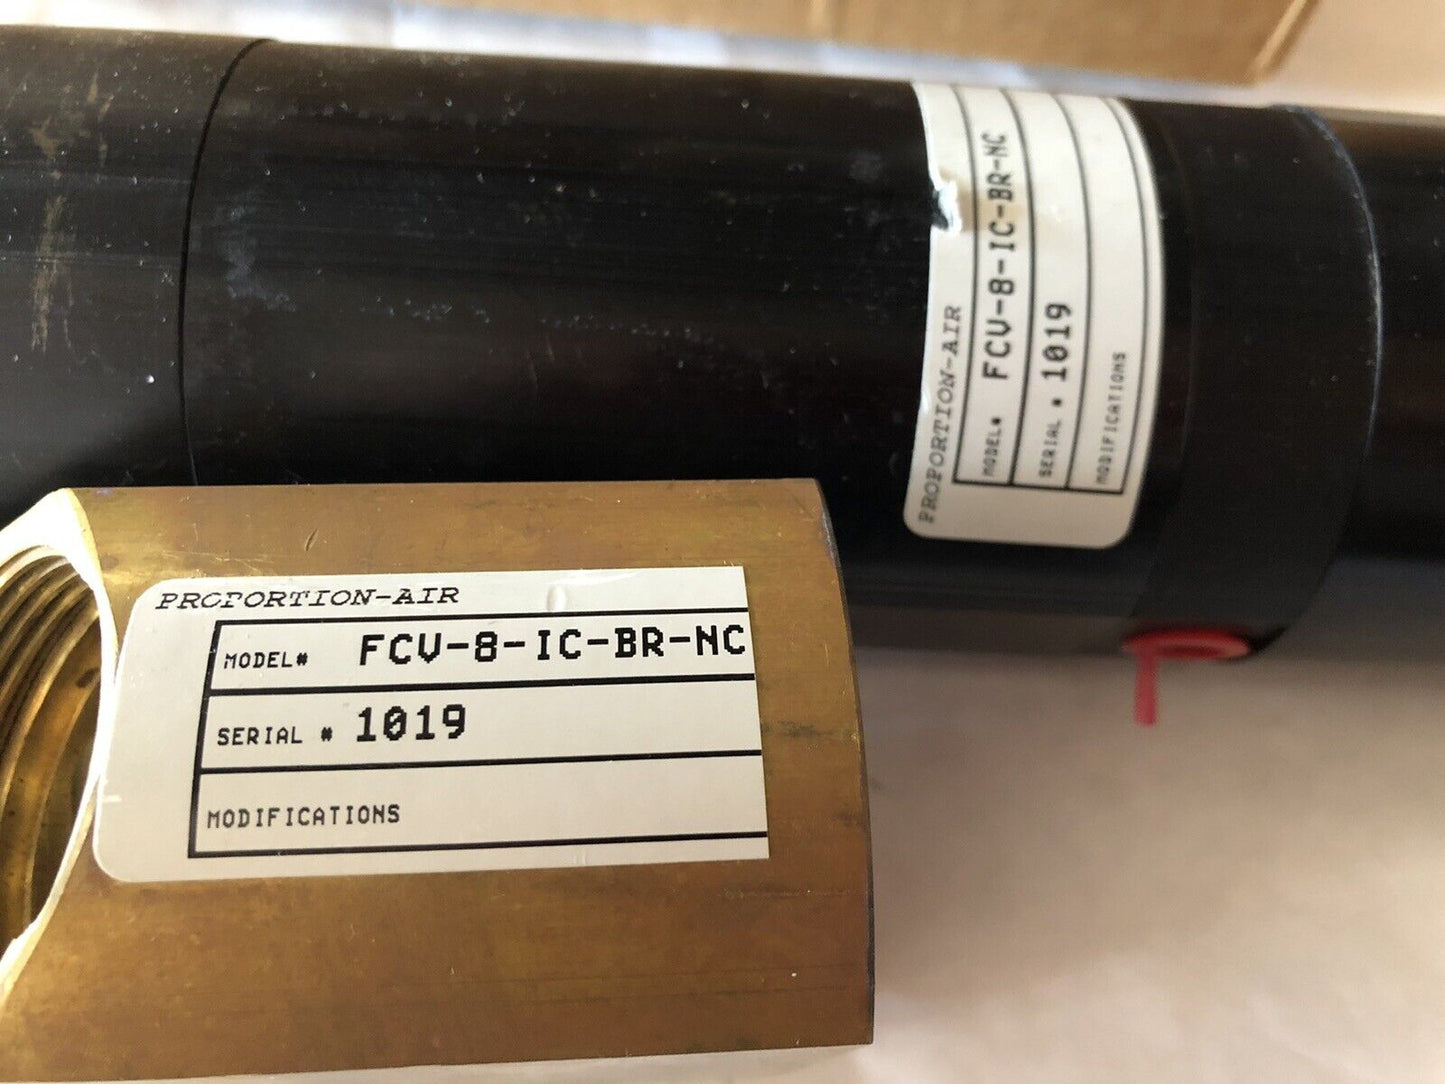 PROPORTION-AIR
MODEL# FCV-8-IC-BR-NC
SERIAL # 1019
MODIFICATIONS
PROPORTION-AIR
MODEL# FCV-8-IC-BR-NC
SERIAL # 1019
MODIFICATIONS